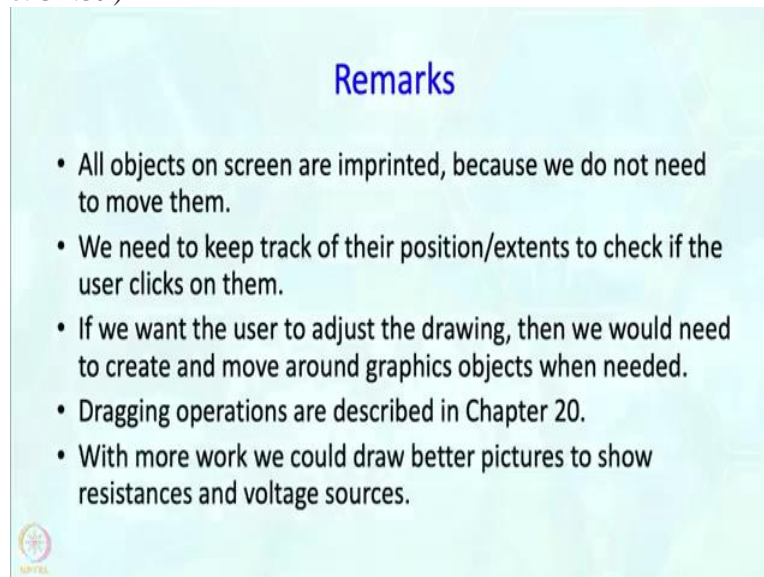 Remarks
• All objects on screen are imprinted, because we do not need
to move them.
• We need to keep track of their position/extents to check if the
user clicks on them.
• If we want the user to adjust the drawing, then we would need
to create and move around graphics objects when needed.
• Dragging operations are described in Chapter 20.
• With more work we could draw better pictures to show
resistances and voltage sources.
NPTEL